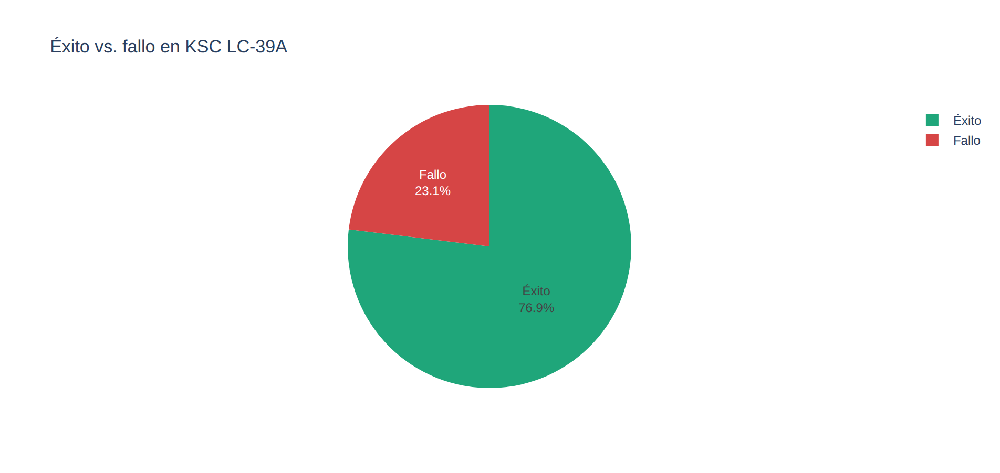 Éxito vs. fallo en KSC LC-39A
Éxito
Fallo
Fallo
23.1%
Éxito
76.9%